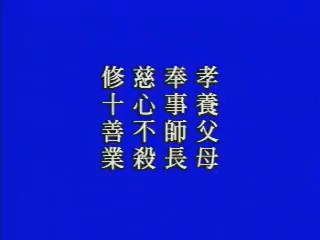 孝養父母
奉事師長
慈心不殺
修十善業